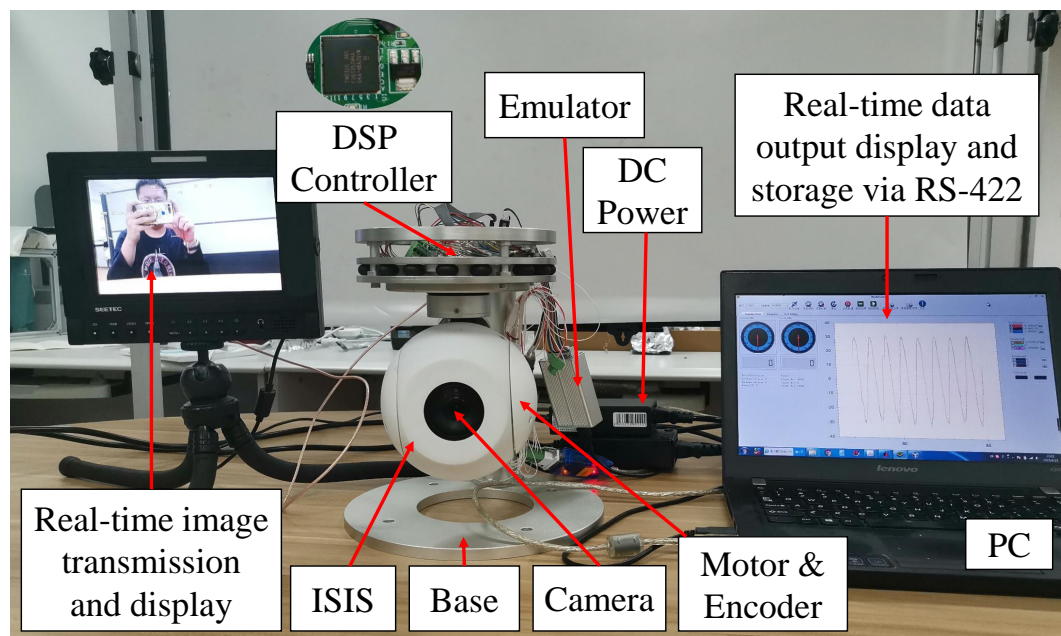 DSP
Controller
Emulator
DC
Power
Real-time data
output display and
storage via RS-422
SEETEC
lenovo
Real-time image
transmission
and display
ISIS
Base
Camera
Motor &
Encoder
PC